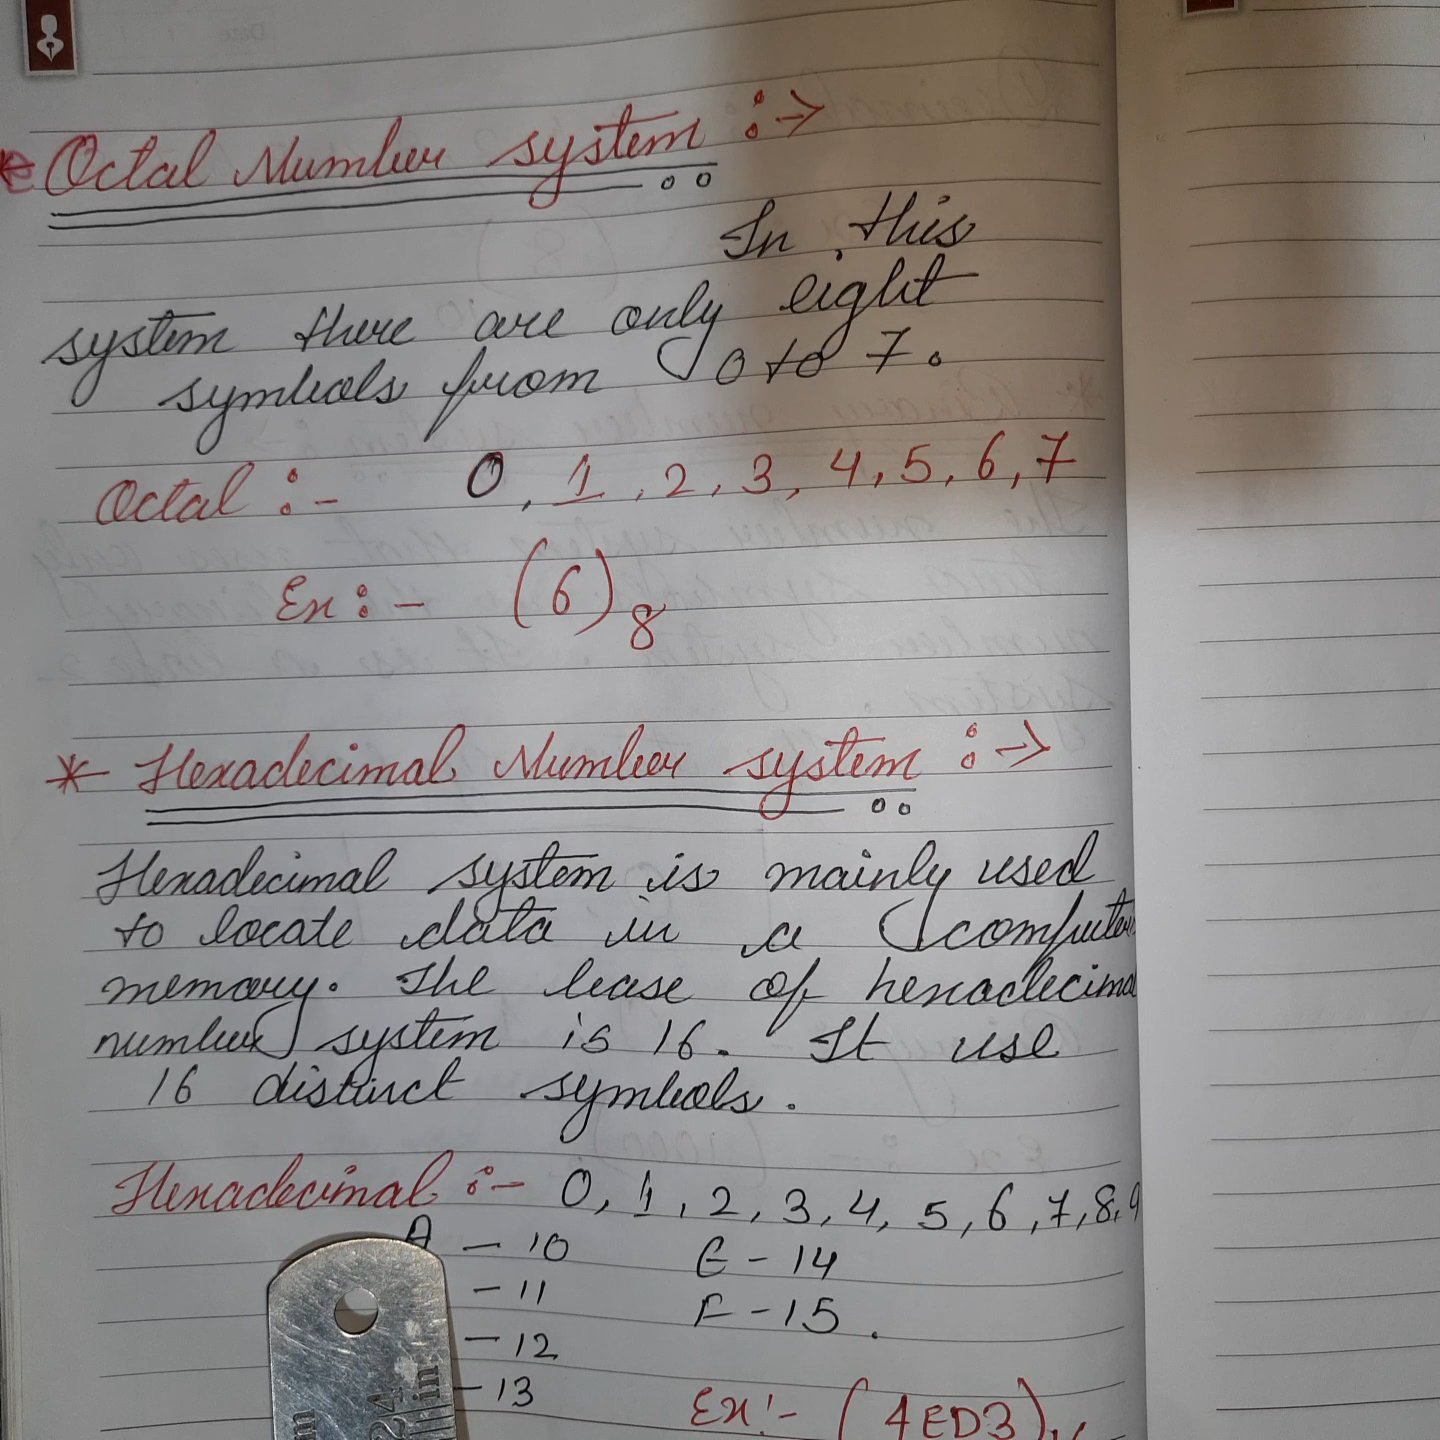 * Octal Number system :->
In this
system there are only eight
symbols from 0 to 7.
Octal :- 0, 1, 2, 3, 4, 5, 6, 7
Ex :- (6)8
* Hexadecimal Number system :->
Hexadecimal system is mainly used
to locate data in a computer
memory. The base of hexadecimal
number system is 16. It use
16 distinct symbols.
Hexadecimal :- 0, 1, 2, 3, 4, 5, 6, 7, 8, 9
A - 10 E - 14
- 11 F - 15.
- 12
- 13
Ex :- (4ED3)
24
in